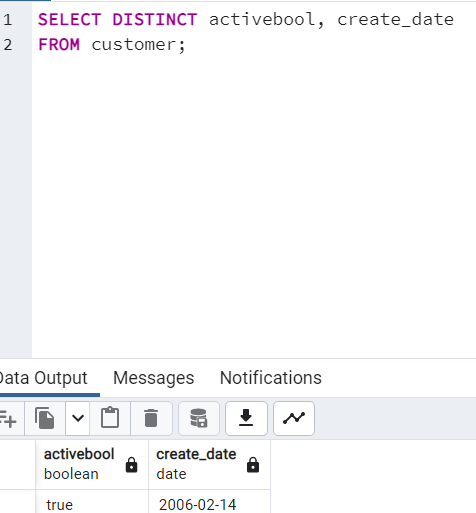 1 SELECT DISTINCT activebool, create_date
2 FROM customer;
Data Output Messages Notifications
activebool create_date
boolean date
true 2006-02-14